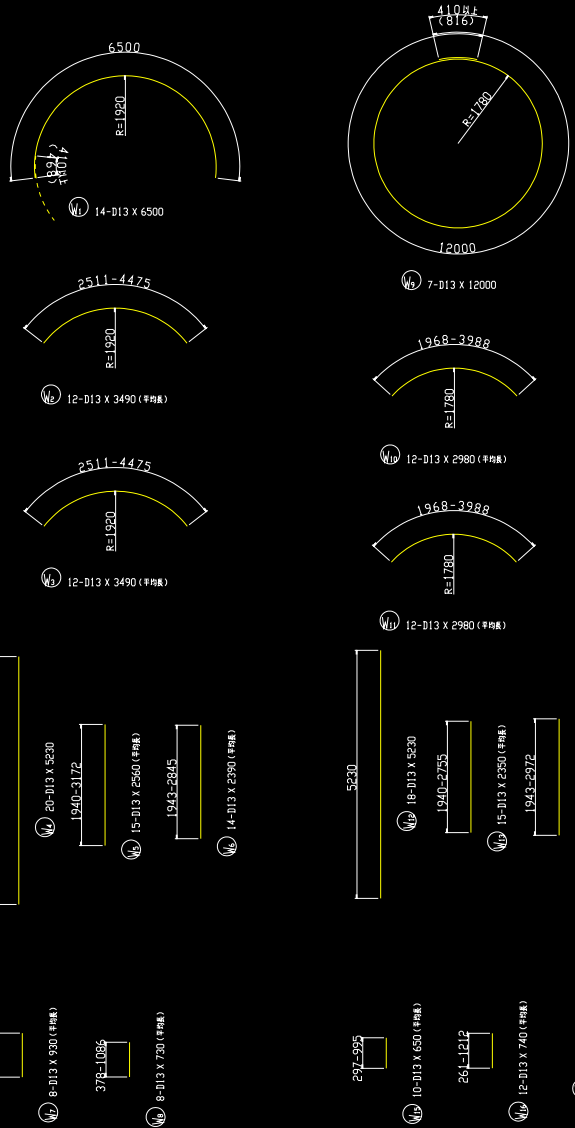 6500
R=1920
410以上
W1 14-D13 X 6500
410以上
(816)
R=1780
12000
W9 7-D13 X 12000
2511-4475
R=1920
W2 12-D13 X 3490 (平均長)
1968-3988
R=1780
W10 12-D13 X 2980 (平均長)
2511-4475
R=1920
W3 12-D13 X 3490 (平均長)
1968-3988
R=1780
W11 12-D13 X 2980 (平均長)
W4 20-D13 X 5230
1940-3172
W5 15-D13 X 2560 (平均長)
1943-2845
W6 14-D13 X 2390 (平均長)
5230
W12 18-D13 X 5230
1940-2755
W13 15-D13 X 2350 (平均長)
1943-2972
W7 8-D13 X 930 (平均長)
378-1086
W8 8-D13 X 730 (平均長)
297-995
W15 10-D13 X 650 (平均長)
261-1212
W16 12-D13 X 740 (平均長)